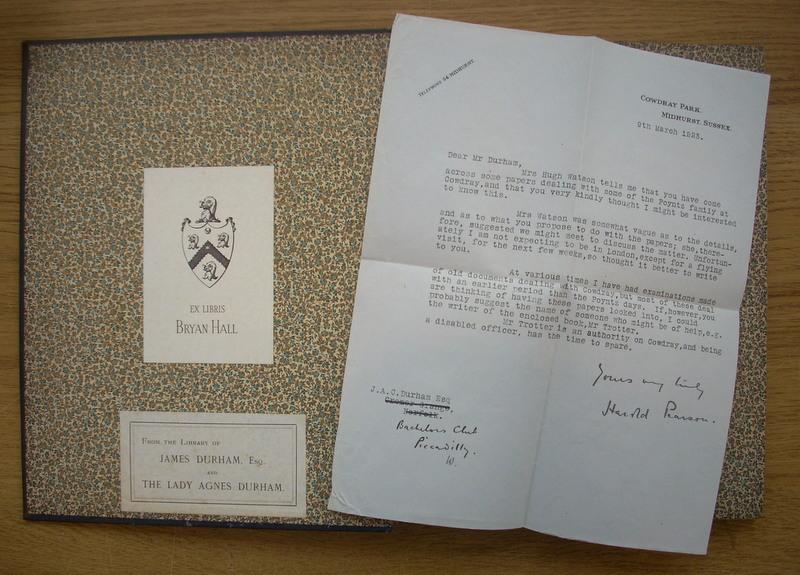 EX LIBRIS
BRYAN HALL
FROM THE LIBRARY OF
JAMES DURHAM, ESQ.
AND
THE LADY AGNES DURHAM.
TELEPHONE 54 MIDHURST.
COWDRAY PARK.
MIDHURST. SUSSEX.
9th March 1923.
Dear Mr Durham,
Mrs Hugh Watson tells me that you have come
across some papers dealing with some of the Poyntz family at
Cowdray, and that you very kindly thought I might be interested
to know this.
Mrs Watson was somewhat vague as to the details,
and as to what you propose to do with the papers; she, there-
fore, suggested we might meet to discuss the matter. Unfortun-
ately I am not expecting to be in London, except for a flying
visit, for the next few weeks, so thought it better to write
to you.
At various times I have had examinations made
of old documents dealing with Cowdray, but most of these deal
with an earlier period than the Poyntz days. If, however, you
are thinking of having these papers looked into, I could
probably suggest the name of someone who might be of help, e.g.
the writer of the enclosed book, Mr Trotter.
Mr Trotter is an authority on Cowdray, and being
a disabled officer, has the time to spare.
Yours very truly
Harold Pearson.
J.A.C. Durham Esq
Cromer Grange,
Norfolk.
Bachelors Club
Piccadilly.
W.